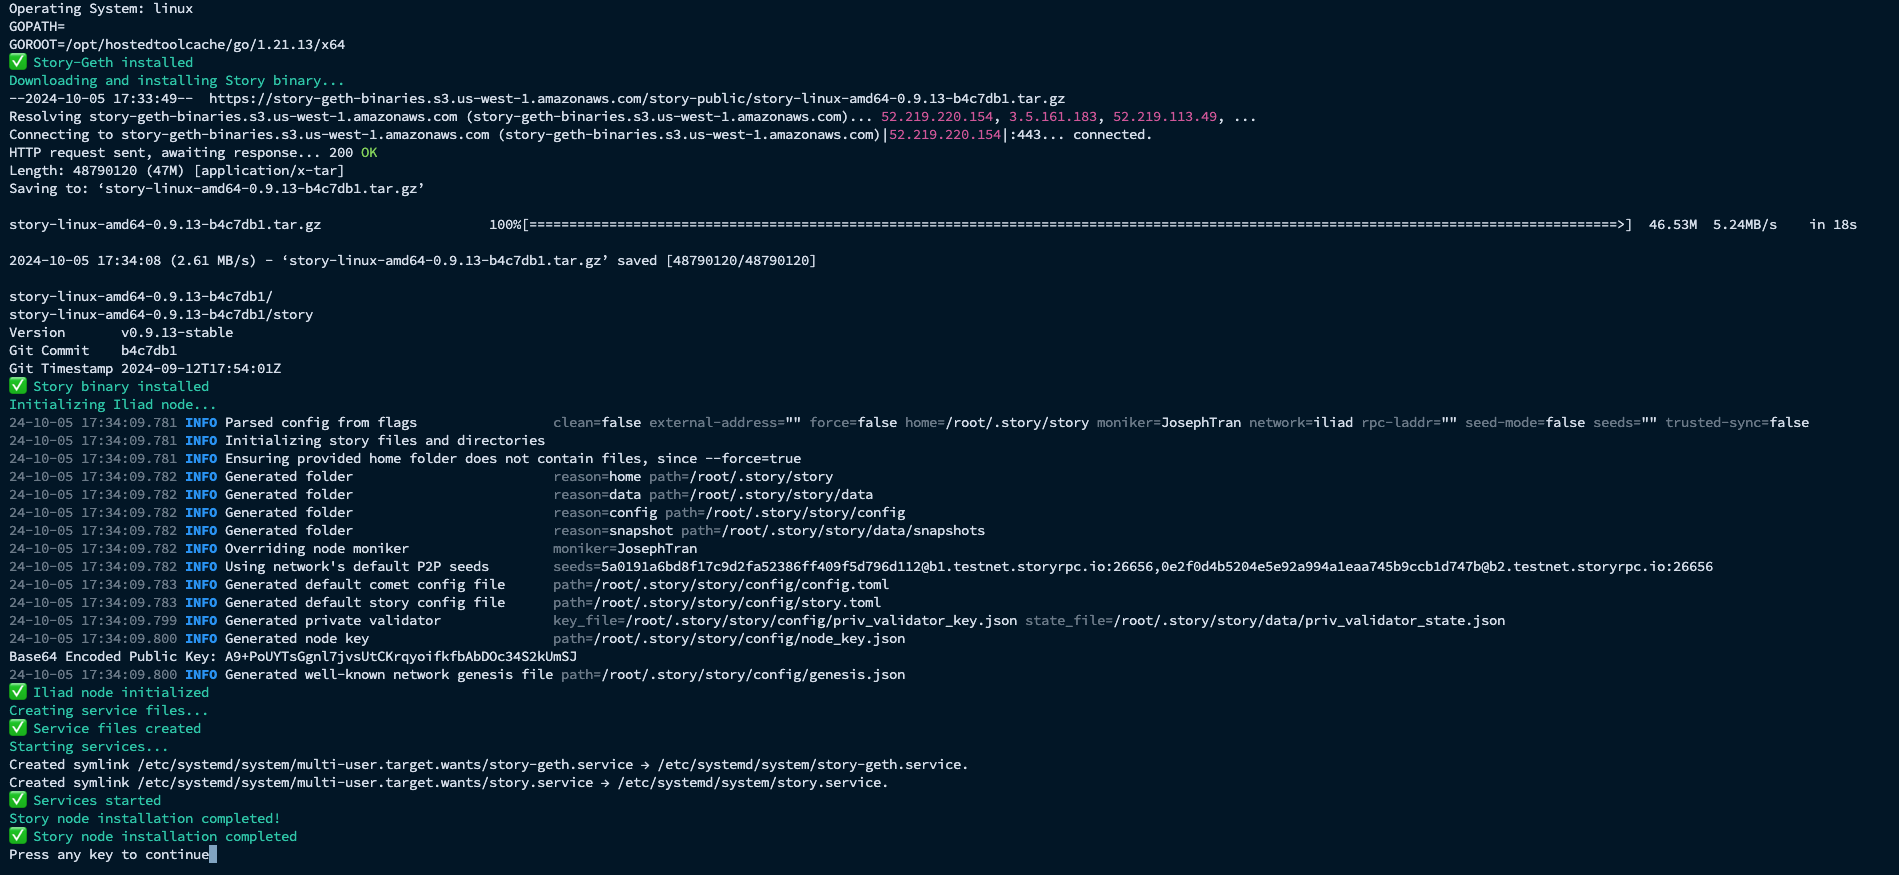 Operating System: linux
GOPATH=
GOROOT=/opt/hostedtoolcache/go/1.21.13/x64
✅ Story-Geth installed
Downloading and installing Story binary...
--2024-10-05 17:33:49--  https://story-geth-binaries.s3.us-west-1.amazonaws.com/story-public/story-linux-amd64-0.9.13-b4c7db1.tar.gz
Resolving story-geth-binaries.s3.us-west-1.amazonaws.com (story-geth-binaries.s3.us-west-1.amazonaws.com)... 52.219.220.154, 3.5.161.183, 52.219.113.49, ...
Connecting to story-geth-binaries.s3.us-west-1.amazonaws.com (story-geth-binaries.s3.us-west-1.amazonaws.com)|52.219.220.154|:443... connected.
HTTP request sent, awaiting response... 200 OK
Length: 48790120 (47M) [application/x-tar]
Saving to: ‘story-linux-amd64-0.9.13-b4c7db1.tar.gz’
story-linux-amd64-0.9.13-b4c7db1.tar.gz 100%[========================================================================================================================================>] 46.53M 5.24MB/s in 18s
2024-10-05 17:34:08 (2.61 MB/s) - ‘story-linux-amd64-0.9.13-b4c7db1.tar.gz’ saved [48790120/48790120]
story-linux-amd64-0.9.13-b4c7db1/
story-linux-amd64-0.9.13-b4c7db1/story
Version v0.9.13-stable
Git Commit b4c7db1
Git Timestamp 2024-09-12T17:54:01Z
✅ Story binary installed
Initializing Iliad node...
24-10-05 17:34:09.781 INFO Parsed config from flags clean=false external-address="" force=false home=/root/.story/story moniker=JosephTran network=iliad rpc-laddr="" seed-mode=false seeds="" trusted-sync=false
24-10-05 17:34:09.781 INFO Initializing story files and directories
24-10-05 17:34:09.781 INFO Ensuring provided home folder does not contain files, since --force=true
24-10-05 17:34:09.782 INFO Generated folder reason=home path=/root/.story/story
24-10-05 17:34:09.782 INFO Generated folder reason=data path=/root/.story/story/data
24-10-05 17:34:09.782 INFO Generated folder reason=config path=/root/.story/story/config
24-10-05 17:34:09.782 INFO Generated folder reason=snapshot path=/root/.story/story/data/snapshots
24-10-05 17:34:09.782 INFO Overriding node moniker moniker=JosephTran
24-10-05 17:34:09.782 INFO Using network's default P2P seeds seeds=5a0191a6bd8f17c9d2fa52386ff409f5d796d112@b1.testnet.storyrpc.io:26656,0e2f0d4b5204e5e92a994a1eaa745b9ccb1d747b@b2.testnet.storyrpc.io:26656
24-10-05 17:34:09.783 INFO Generated default comet config file path=/root/.story/story/config/config.toml
24-10-05 17:34:09.783 INFO Generated default story config file path=/root/.story/story/config/story.toml
24-10-05 17:34:09.799 INFO Generated private validator key_file=/root/.story/story/config/priv_validator_key.json state_file=/root/.story/story/data/priv_validator_state.json
24-10-05 17:34:09.800 INFO Generated node key path=/root/.story/story/config/node_key.json
Base64 Encoded Public Key: A9+PoUYTsGgnl7jvsUtCKrqyoifkfbAbDOc34S2kUmSJ
24-10-05 17:34:09.800 INFO Generated well-known network genesis file path=/root/.story/story/config/genesis.json
✅ Iliad node initialized
Creating service files...
✅ Service files created
Starting services...
Created symlink /etc/systemd/system/multi-user.target.wants/story-geth.service → /etc/systemd/system/story-geth.service.
Created symlink /etc/systemd/system/multi-user.target.wants/story.service → /etc/systemd/system/story.service.
✅ Services started
Story node installation completed!
✅ Story node installation completed
Press any key to continue